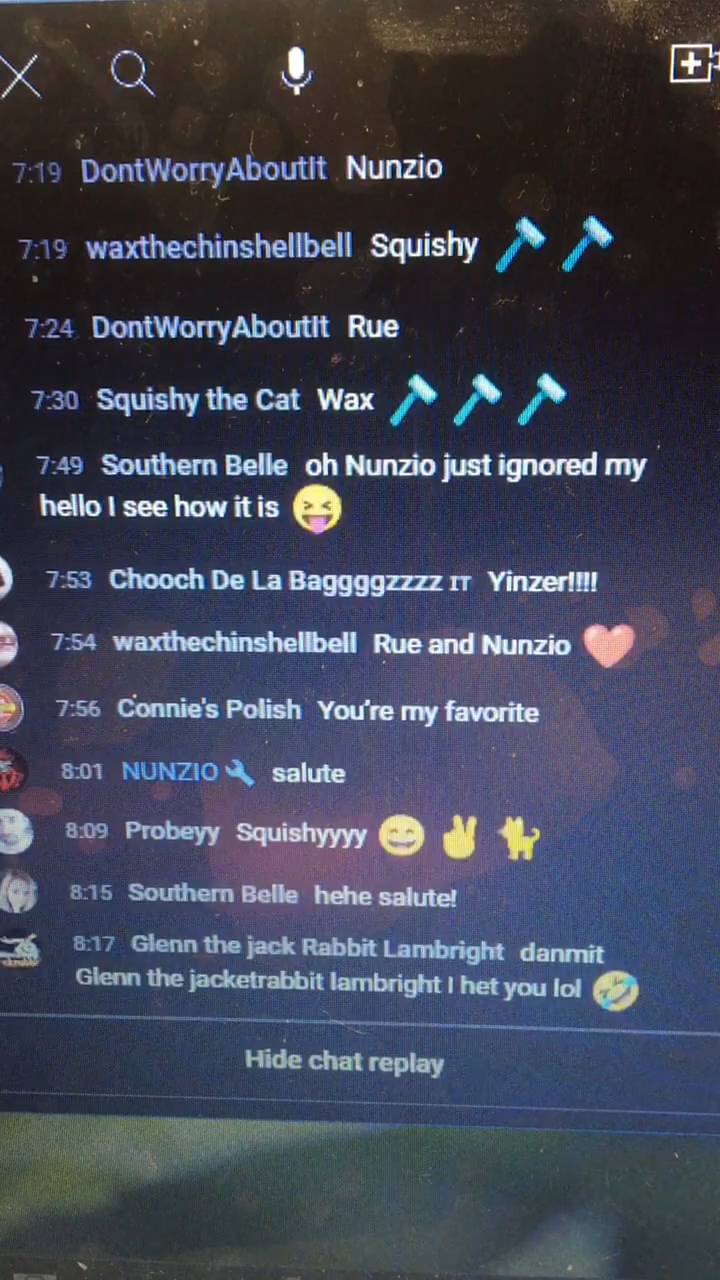 7:19 DontWorryAboutIt Nunzio
7:19 waxthechinshellbell Squishy
7:24 DontWorryAboutIt Rue
7:30 Squishy the Cat Wax
7:49 Southern Belle oh Nunzio just ignored my
hello I see how it is 😝
7:53 Chooch De La Baggggzzzz ɪᴛ Yinzer!!!!
7:54 waxthechinshellbell Rue and Nunzio ❤️
7:56 Connie's Polish You're my favorite
8:01 NUNZIO🔧 salute
8:09 Probeyy Squishyyyy 😄 ✌️ 🐈
8:15 Southern Belle hehe salute!
8:17 Glenn the jack Rabbit Lambright danmit
Glenn the jacketrabbit lambright I het you lol 🤣
Hide chat replay